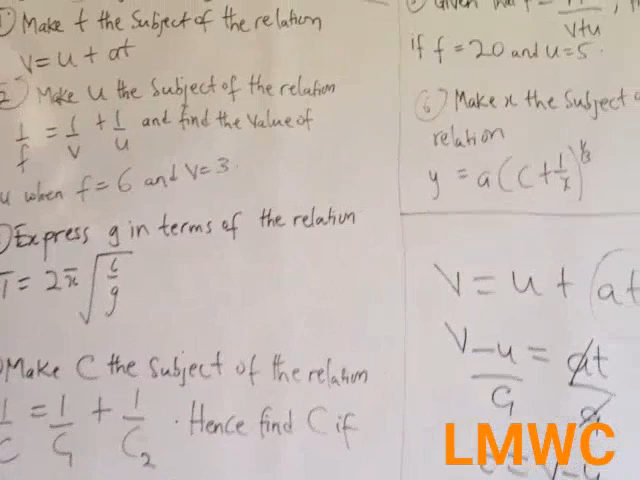 1) Make t the Subject of the relation
V = u + at
2) Make u the Subject of the relation
1/f = 1/V + 1/u and find the Value of
u when f = 6 and V = 3.
Express g in terms of the relation
T = 2π√(l/g)
Make C the Subject of the relation
1/C = 1/C₁ + 1/C₂ . Hence find C if
Given that f =
V+u
if f = 20 and u = 5.
6) Make x the Subject
relation
y = a(C + 1/x)^1/3
V = u + at
V - u = at
LMWC